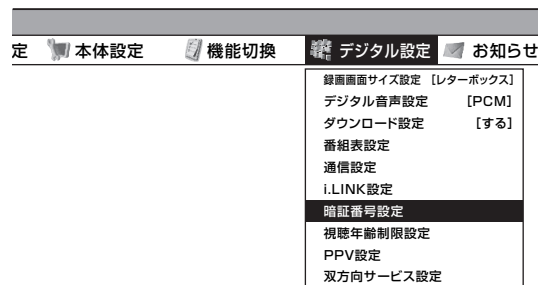 定 本体設定 機能切換 デジタル設定 お知らせ
録画画面サイズ設定 [レターボックス]
デジタル音声設定 [PCM]
ダウンロード設定 [する]
番組表設定
通信設定
i.LINK設定
暗証番号設定
視聴年齢制限設定
PPV設定
双方向サービス設定